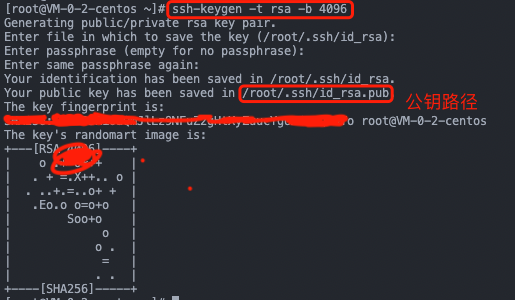 [root@VM-0-2-centos ~]# ssh-keygen -t rsa -b 4096
Generating public/private rsa key pair.
Enter file in which to save the key (/root/.ssh/id_rsa):
Enter passphrase (empty for no passphrase):
Enter same passphrase again:
Your identification has been saved in /root/.ssh/id_rsa.
Your public key has been saved in /root/.ssh/id_rsa.pub
公钥路径
The key fingerprint is:
root@VM-0-2-centos
The key's randomart image is:
+---[RSA
| o
| . + =.X++.. o |
| . ..+.=..o+ + |
| .Eo.o o=o+o |
| Soo+o |
| o |
| o . |
| = |
| . . |
+----[SHA256]-----+